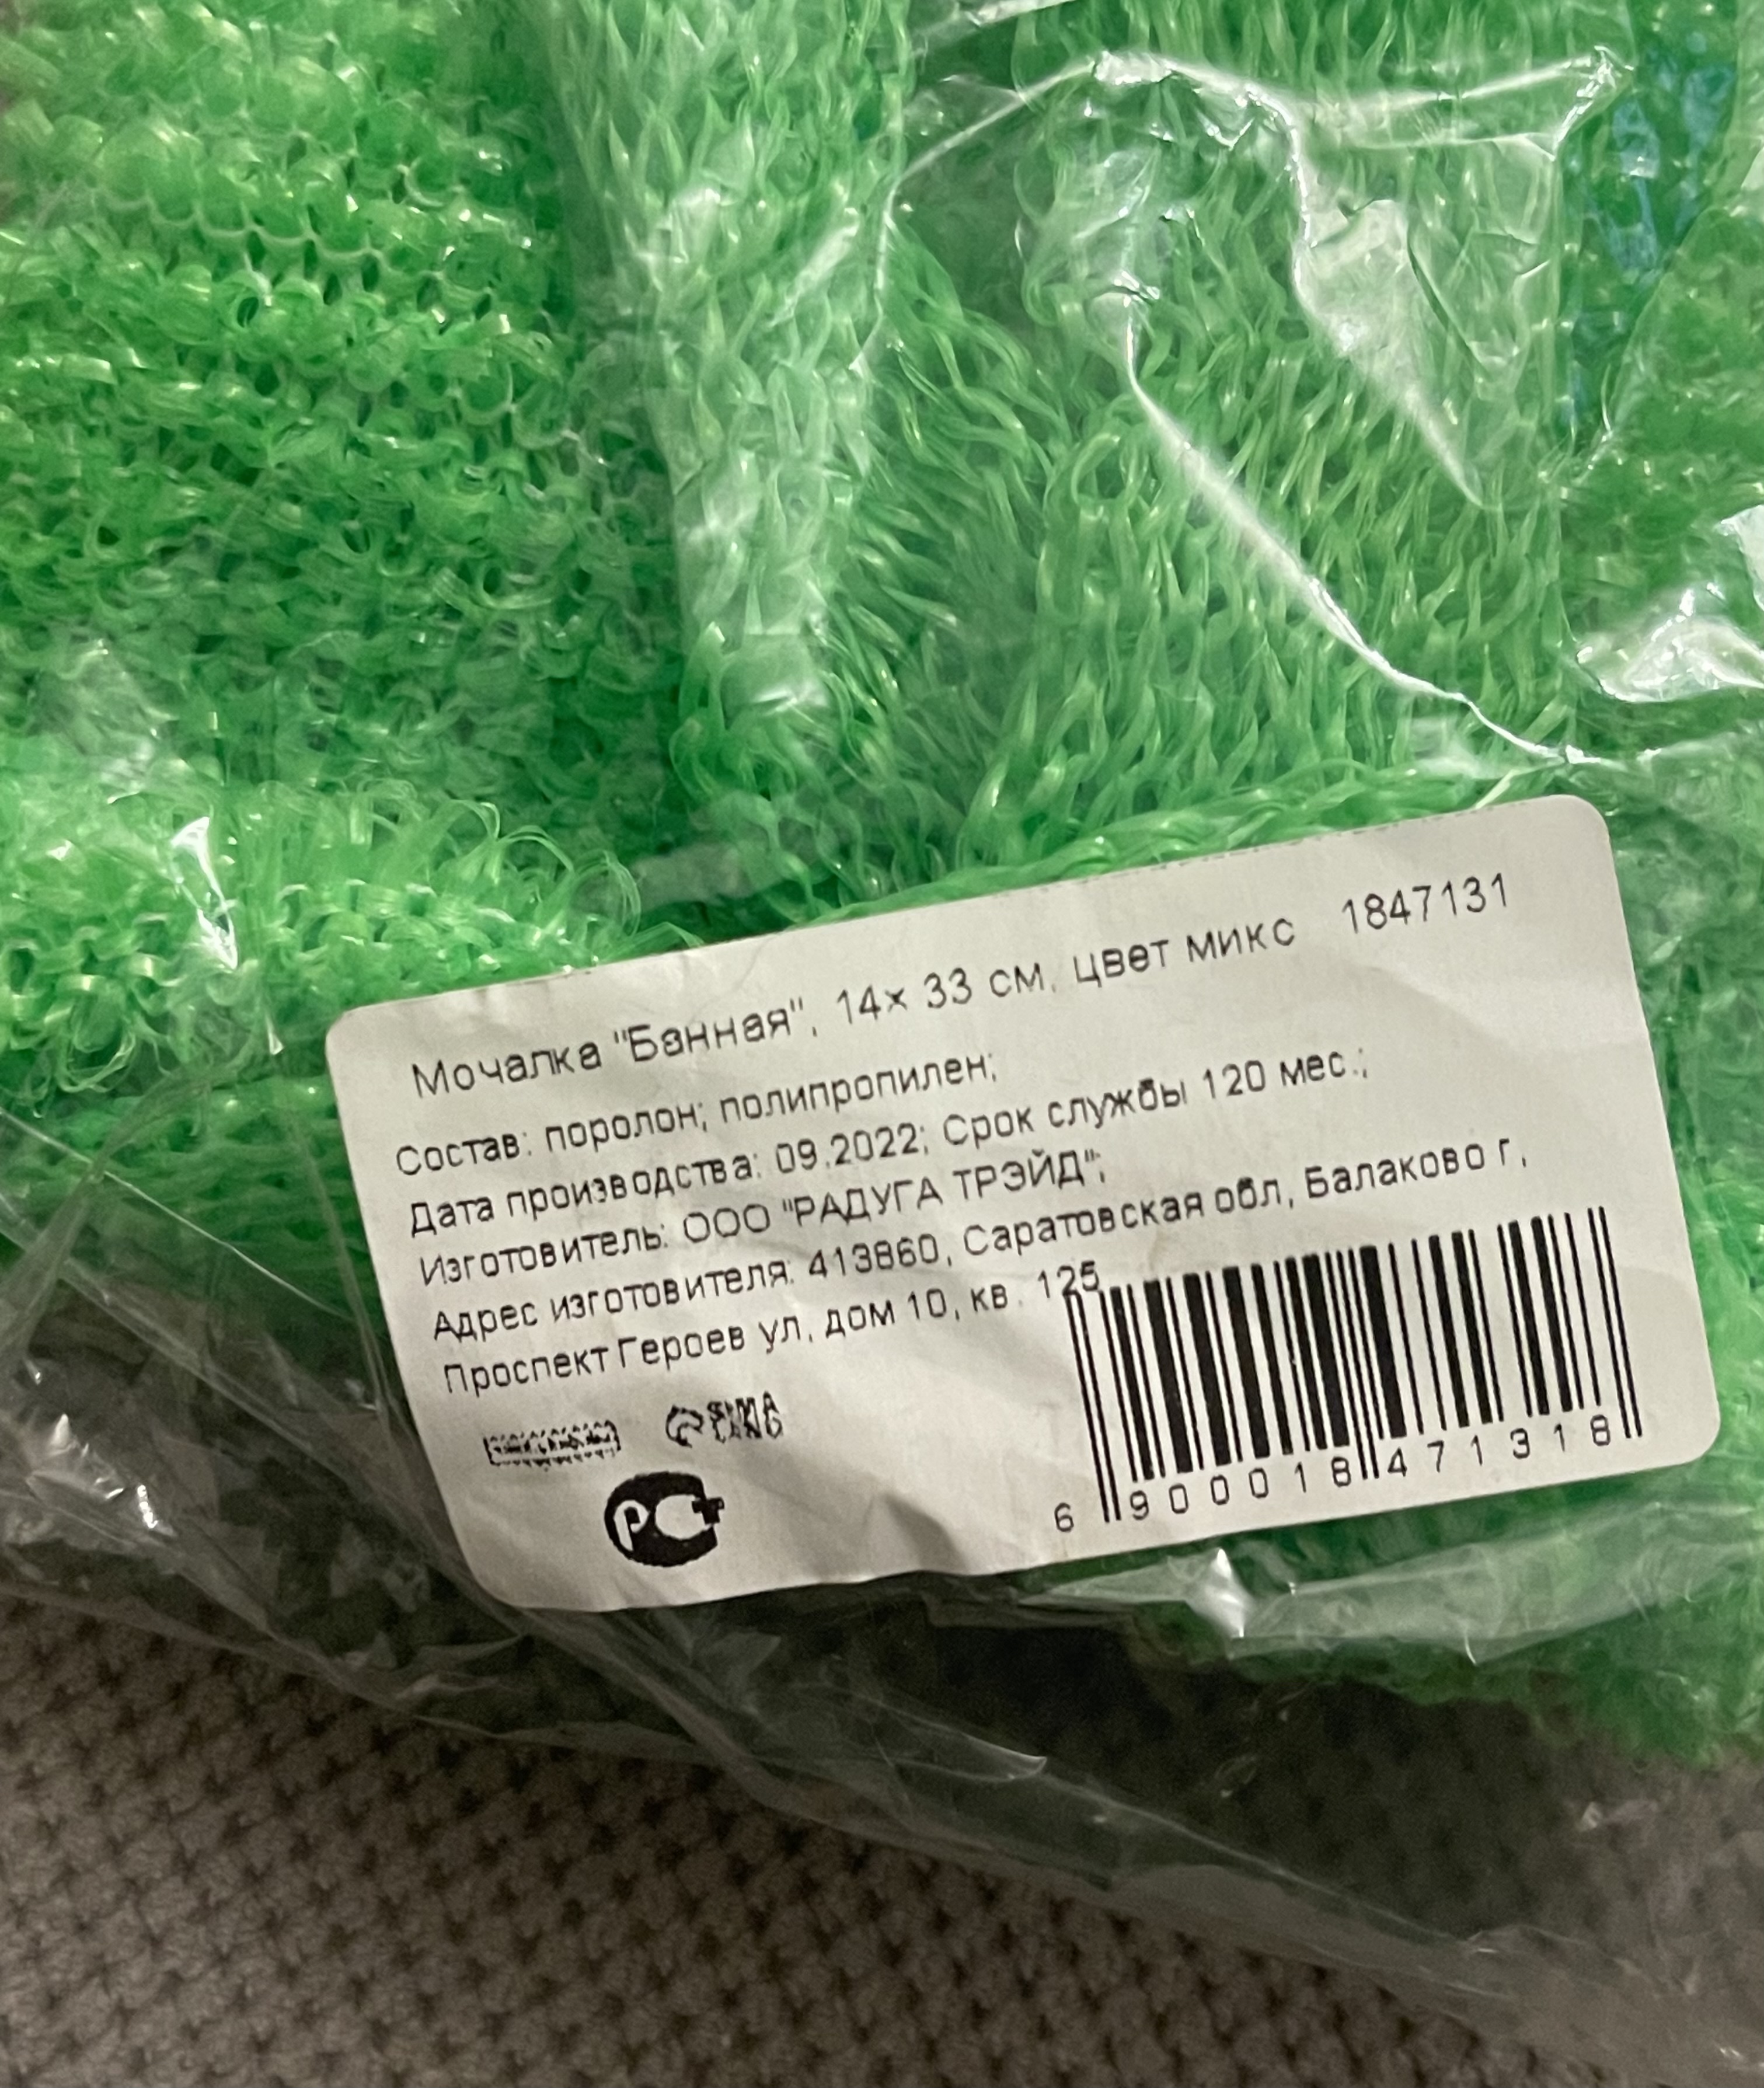 Мочалка "Банная", 14х 33 см, цвет микс 1847131
Состав: поролон; полипропилен;
Дата производства: 09.2022; Срок службы 120 мес.;
Изготовитель: ООО "РАДУГА ТРЭЙД";
Адрес изготовителя: 413860, Саратовская обл, Балаково г,
Проспект Героев ул, дом 10, кв. 125
РСТ
6 900018 471318